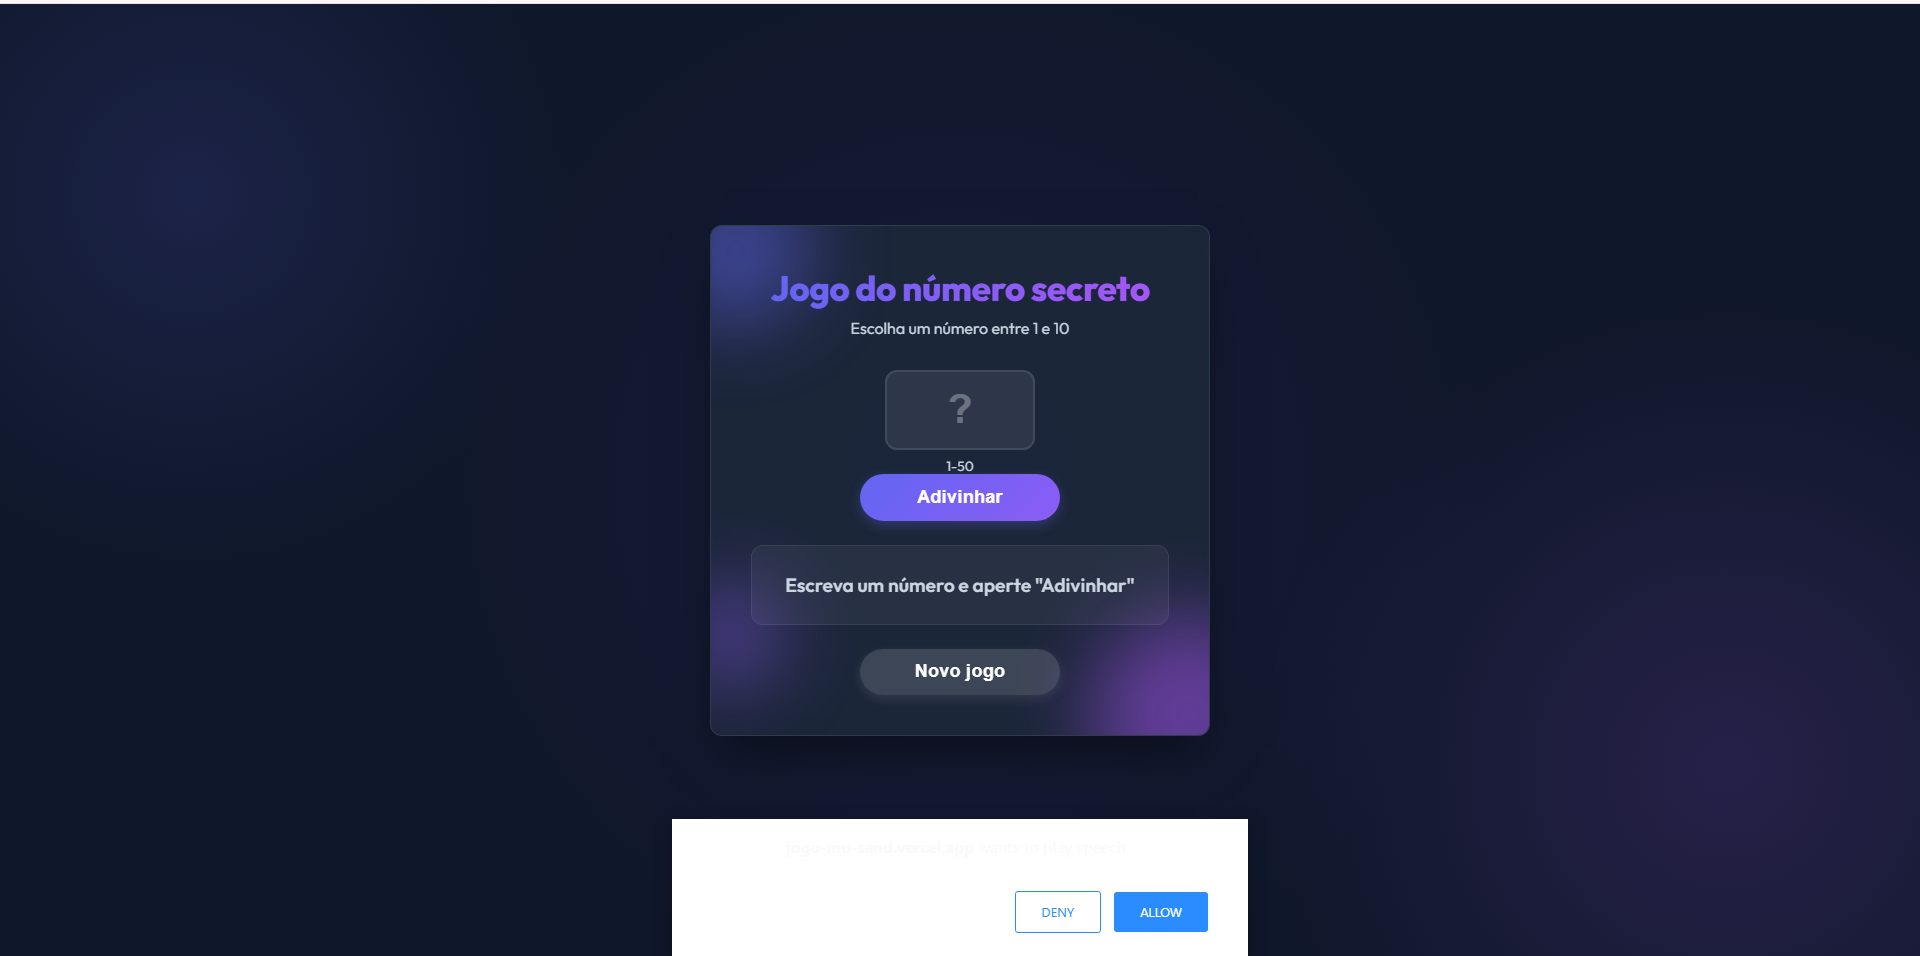 Jogo do número secreto
Escolha um número entre 1 e 10
?
1-50
Adivinhar
Escreva um número e aperte "Adivinhar"
Novo jogo
wants to play speech
DENY
ALLOW